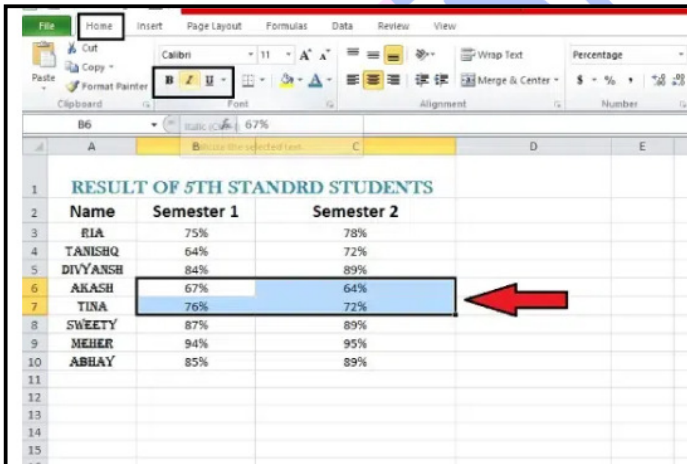 File Home Insert Page Layout Formulas Data Review View
Cut
Copy
Format Painter
Paste
Calibri 11 A A Wrap Text Percentage
B I U A Merge & Center $ % , .0 .00
Clipboard Font Alignment Number
B6 67%
A B C D E
1 RESULT OF 5TH STANDRD STUDENTS
2 Name Semester 1 Semester 2
3 RIA 75% 78%
4 TANISHQ 64% 72%
5 DIVYANSH 84% 89%
6 AKASH 67% 64%
7 TINA 76% 72%
8 SWEETY 87% 89%
9 MEHER 94% 95%
10 ABHAY 85% 89%
11
12
13
14
15